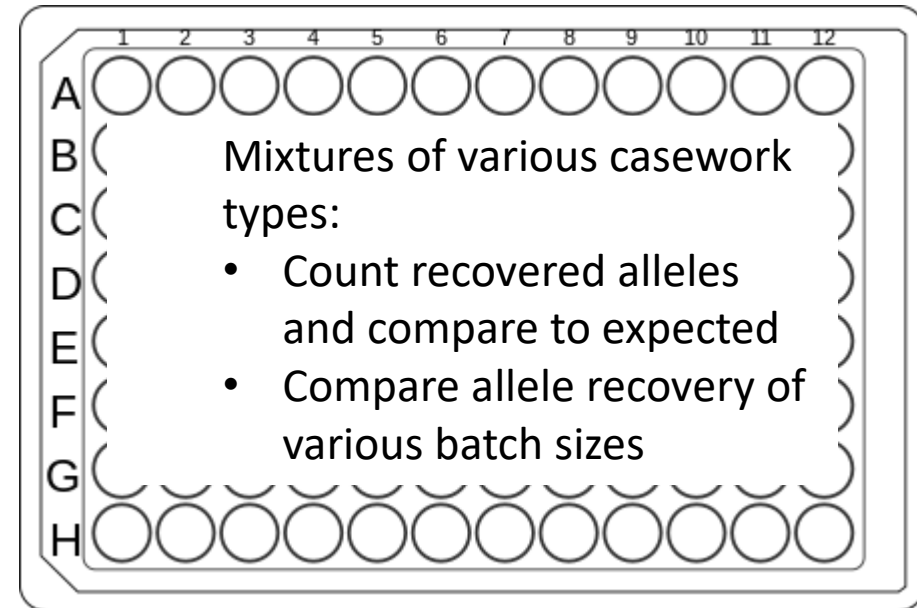 1 2 3 4 5 6 7 8 9 10 11 12
A
B
Mixtures of various casework
C
types:
D
• Count recovered alleles
E
and compare to expected
F
• Compare allele recovery of
G
various batch sizes
H